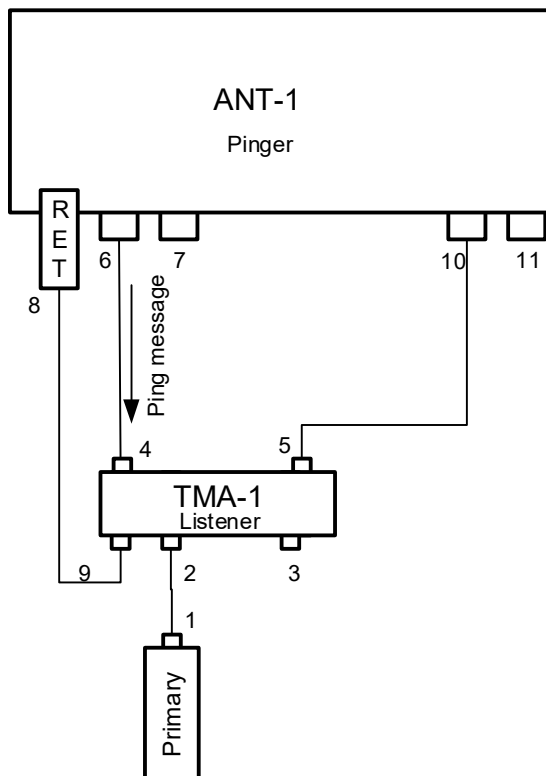 ANT-1
Pinger
RET
6
7
10
11
8
Ping message
4
5
TMA-1
Listener
9
2
3
1
Primary